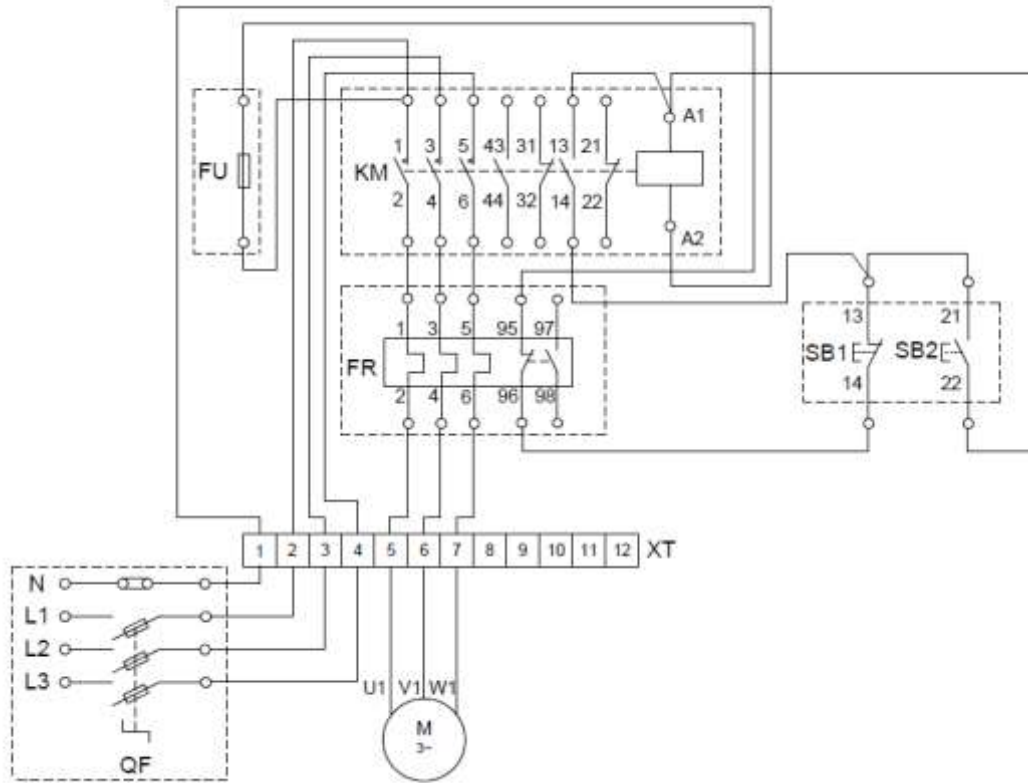 A1
1 3 5 43 31 13 21
FU KM
2 4 6 44 32 14 22
A2
1 3 5 95 97 13 21
FR SB1 SB2
2 4 6 96 98 14 22
1 2 3 4 5 6 7 8 9 10 11 12 XT
N
L1
L2
L3 U1 V1 W1
M
3~
QF